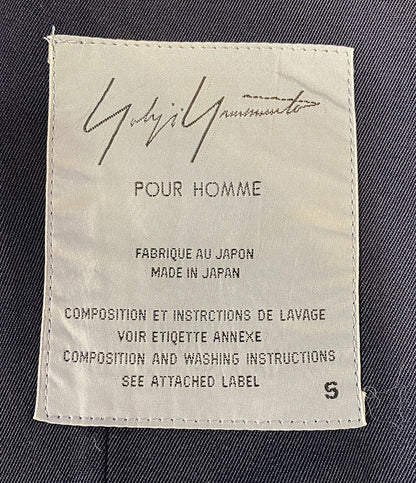 Yohji Yamamoto
POUR HOMME
FABRIQUE AU JAPON
MADE IN JAPAN
COMPOSITION ET INSTRCTIONS DE LAVAGE
VOIR ETIQETTE ANNEXE
COMPOSITION AND WASHING INSTRUCTIONS
SEE ATTACHED LABEL
S